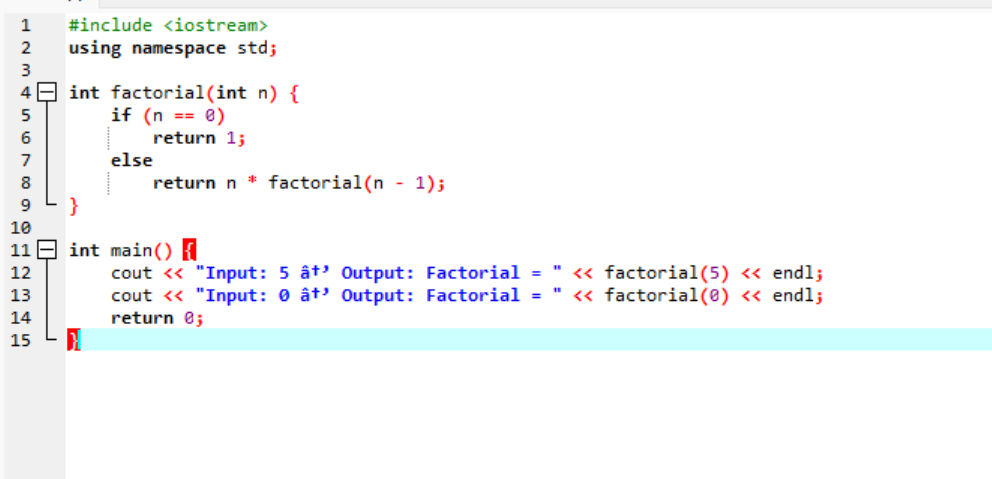 1 #include <iostream>
2 using namespace std;
3
4 int factorial(int n) {
5     if (n == 0)
6         return 1;
7     else
8         return n * factorial(n - 1);
9 }
10
11 int main() {
12     cout << "Input: 5 â†’ Output: Factorial = " << factorial(5) << endl;
13     cout << "Input: 0 â†’ Output: Factorial = " << factorial(0) << endl;
14     return 0;
15 }